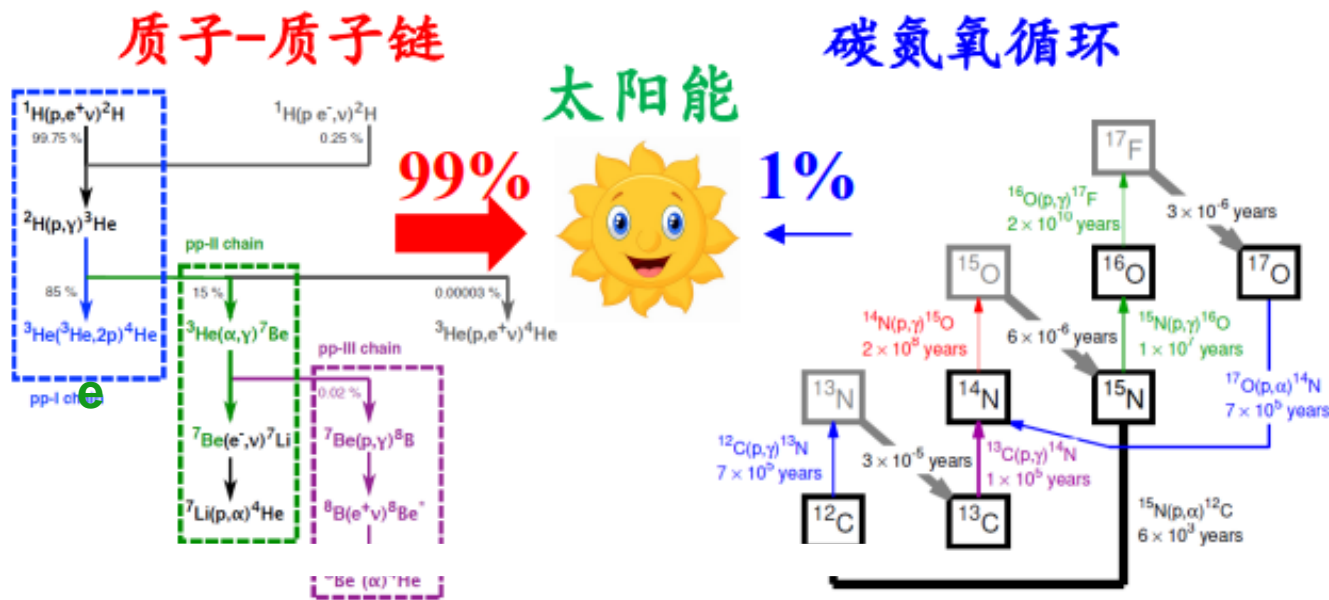 质子-质子链
碳氮氧循环
太阳能
99%
1%
¹H(p,e⁺ν)²H
99.75 %
¹H(p e⁻,ν)²H
0.25 %
²H(p,γ)³He
pp-II chain
85 %
15 %
0.00003 %
³He(³He,2p)⁴He
³He(α,γ)⁷Be
³He(p,e⁺ν)⁴He
pp-III chain
pp-I chain
e
0.02 %
⁷Be(e⁻,ν)⁷Li
⁷Be(p,γ)⁸B
⁷Li(p,α)⁴He
⁸B(e⁺ν)⁸Be*
⁸Be (α)⁴He
¹⁷F
¹⁶O(p,γ)¹⁷F
2 × 10¹⁰ years
3 × 10⁻⁶ years
¹⁵O
¹⁶O
¹⁷O
¹⁴N(p,γ)¹⁵O
2 × 10⁸ years
6 × 10⁻⁶ years
¹⁵N(p,γ)¹⁶O
1 × 10⁷ years
¹⁷O(p,α)¹⁴N
7 × 10⁵ years
¹³N
¹⁴N
¹⁵N
¹²C(p,γ)¹³N
7 × 10⁵ years
3 × 10⁻⁵ years
¹³C(p,γ)¹⁴N
1 × 10⁵ years
¹²C
¹³C
¹⁵N(p,α)¹²C
6 × 10³ years